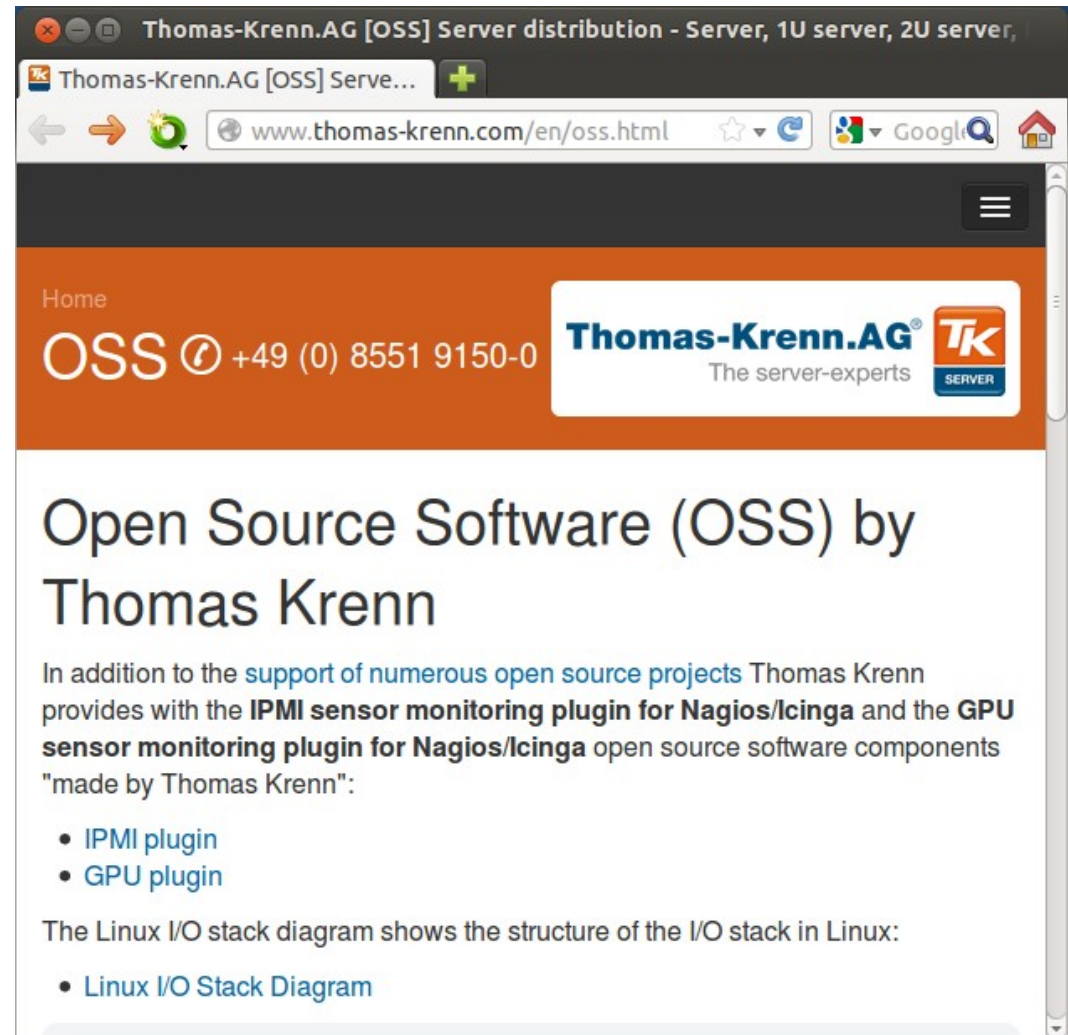 Thomas-Krenn.AG [OSS] Server distribution - Server, 1U server, 2U server,
Thomas-Krenn.AG [OSS] Serve...
www.thomas-krenn.com/en/oss.html
Google
Home
OSS ✆ +49 (0) 8551 9150-0
Thomas-Krenn.AG®
The server-experts
TK
SERVER
Open Source Software (OSS) by
Thomas Krenn
In addition to the support of numerous open source projects Thomas Krenn
provides with the IPMI sensor monitoring plugin for Nagios/Icinga and the GPU
sensor monitoring plugin for Nagios/Icinga open source software components
"made by Thomas Krenn":
• IPMI plugin
• GPU plugin
The Linux I/O stack diagram shows the structure of the I/O stack in Linux:
• Linux I/O Stack Diagram